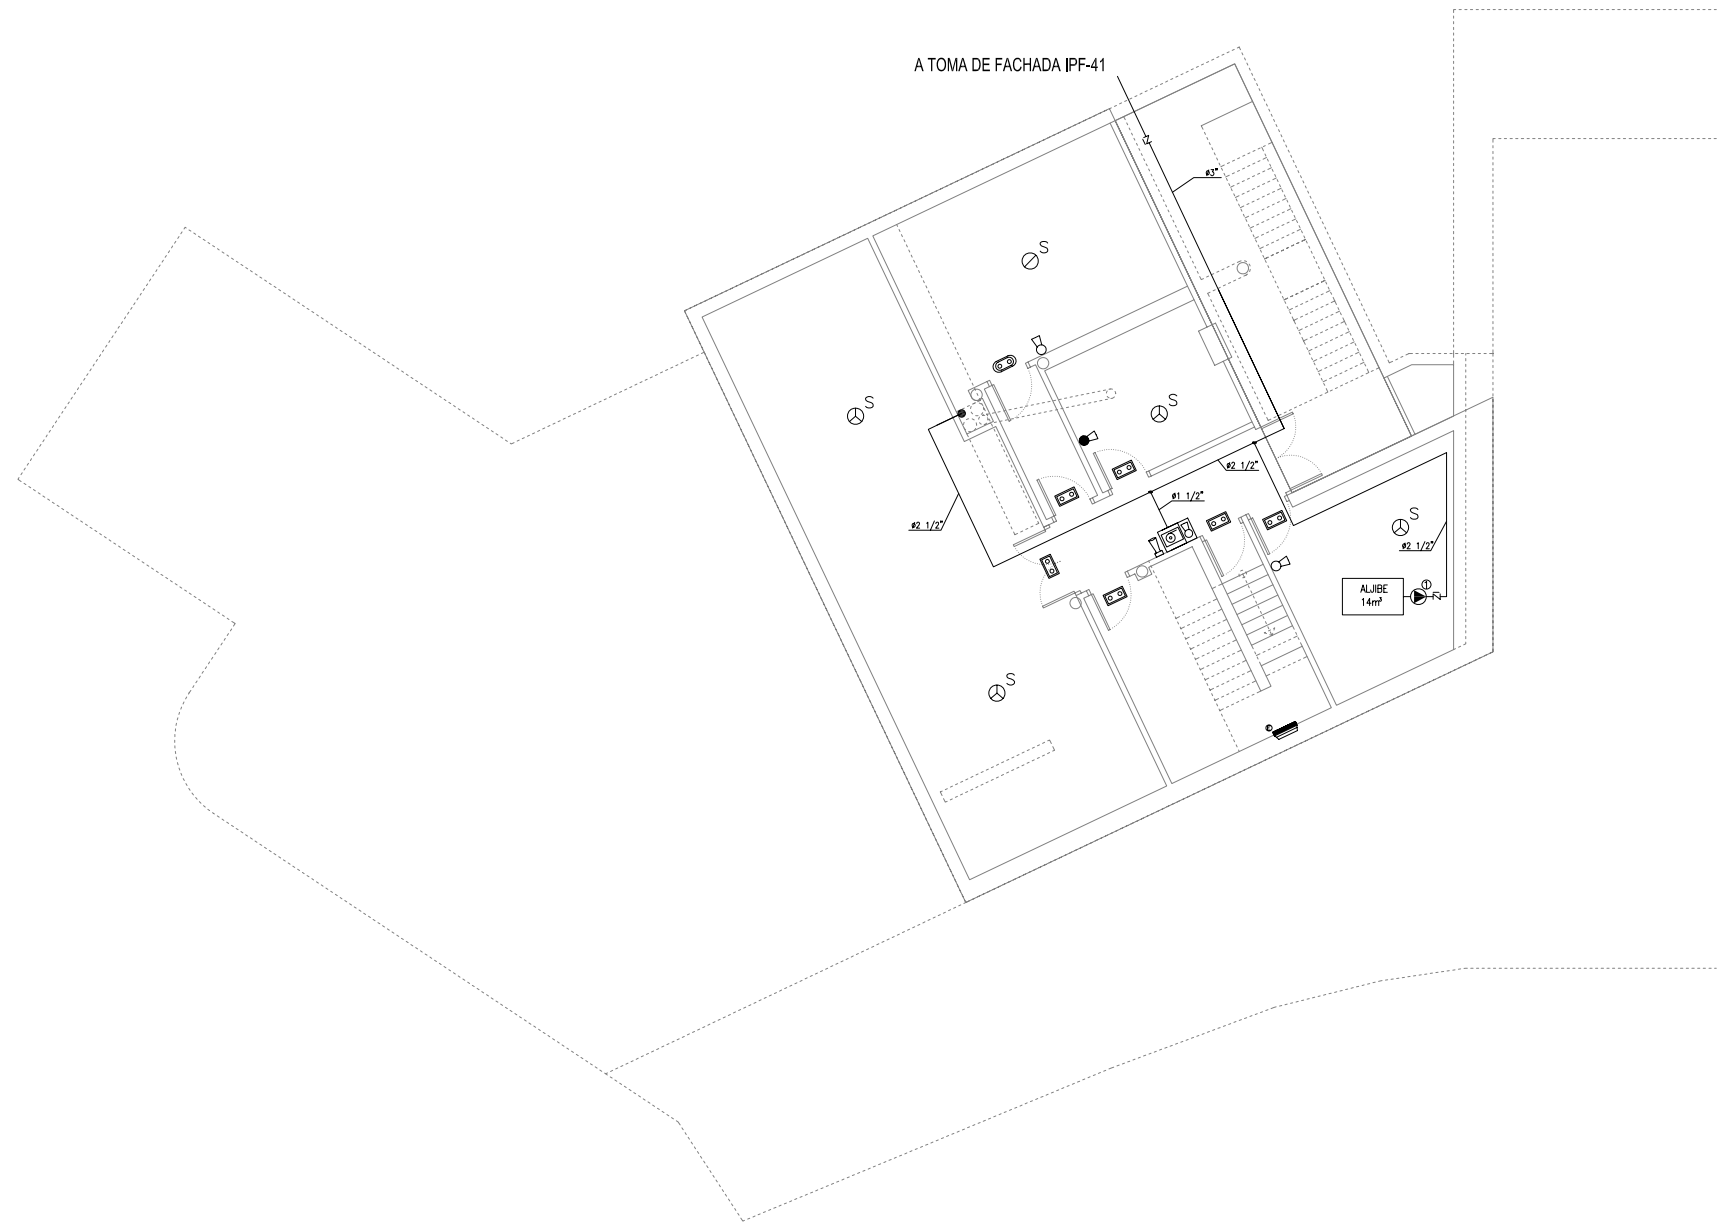 A TOMA DE FACHADA IPF-41
ø3"
S
S
S
ø2 1/2"
ø1 1/2"
ø2 1/2"
S
ø2 1/2"
1
ALJIBE
14m³
S